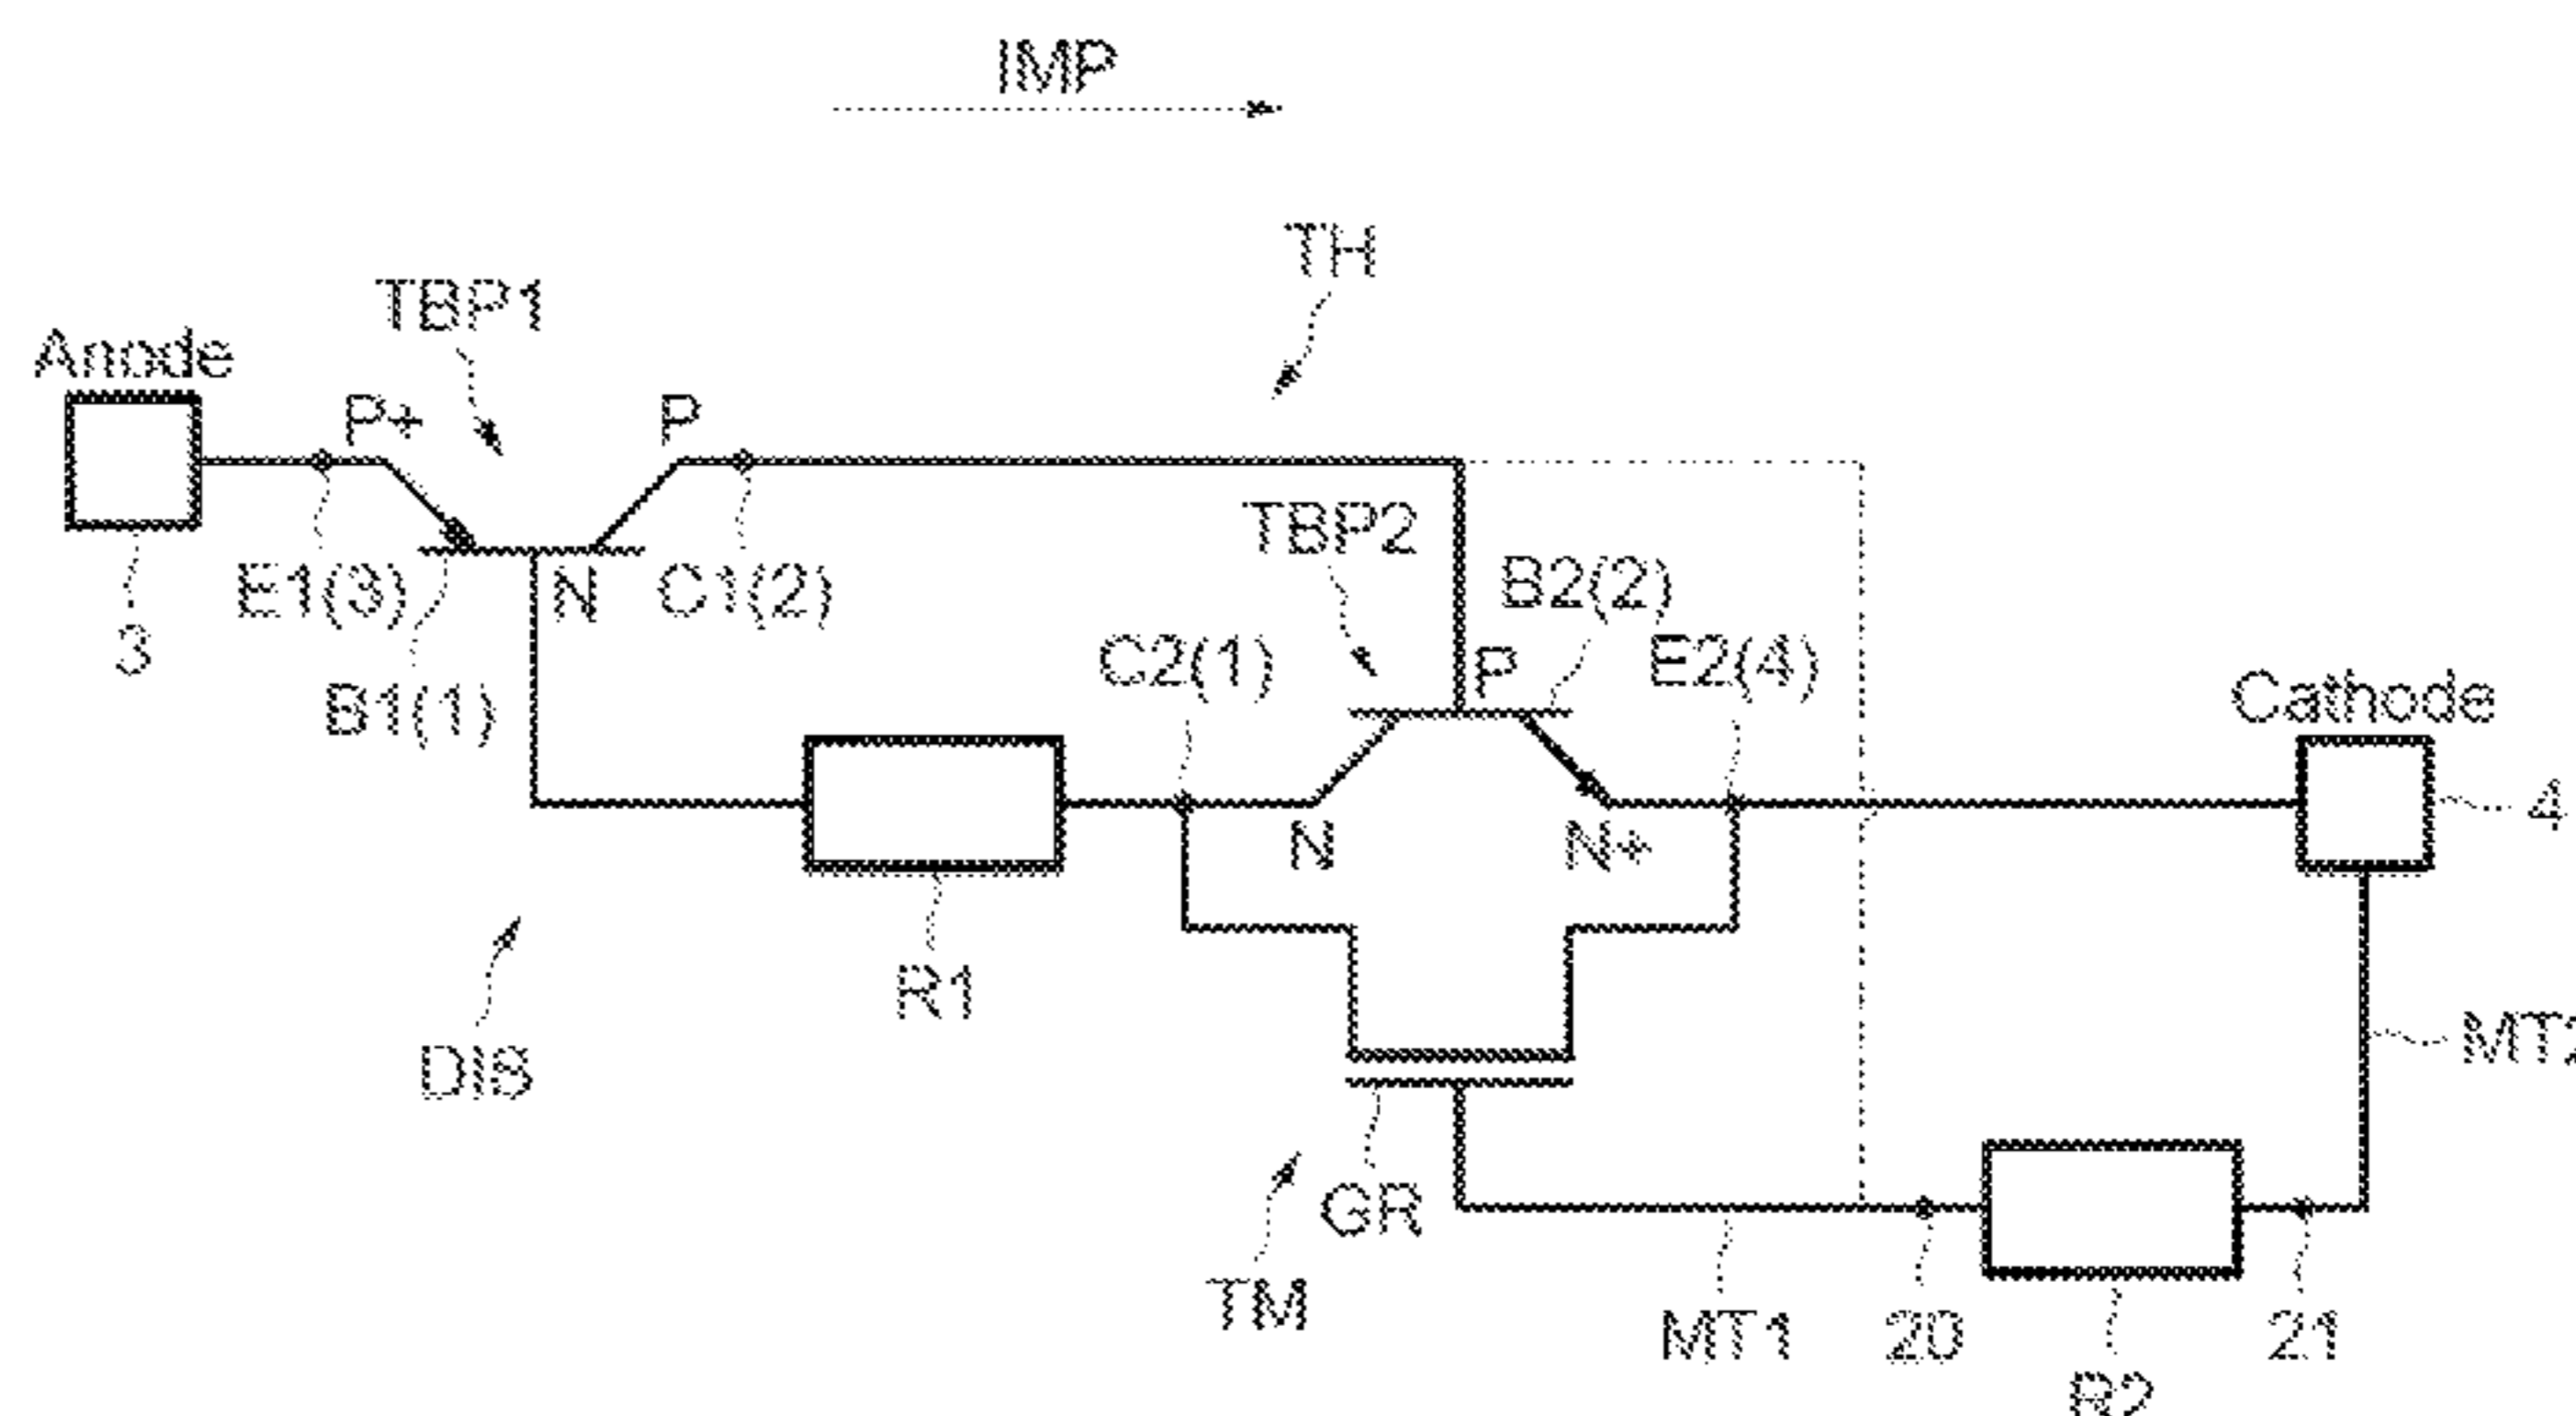 IMP
TH
TBP1
Anode
P+
P
TBP2
E1(3)
N
C1(2)
B2(2)
3
B1(1)
C2(1)
P
E2(4)
Cathode
4
N
N+
R1
DIS
MT2
GR
TM
MT1
20
21
R2